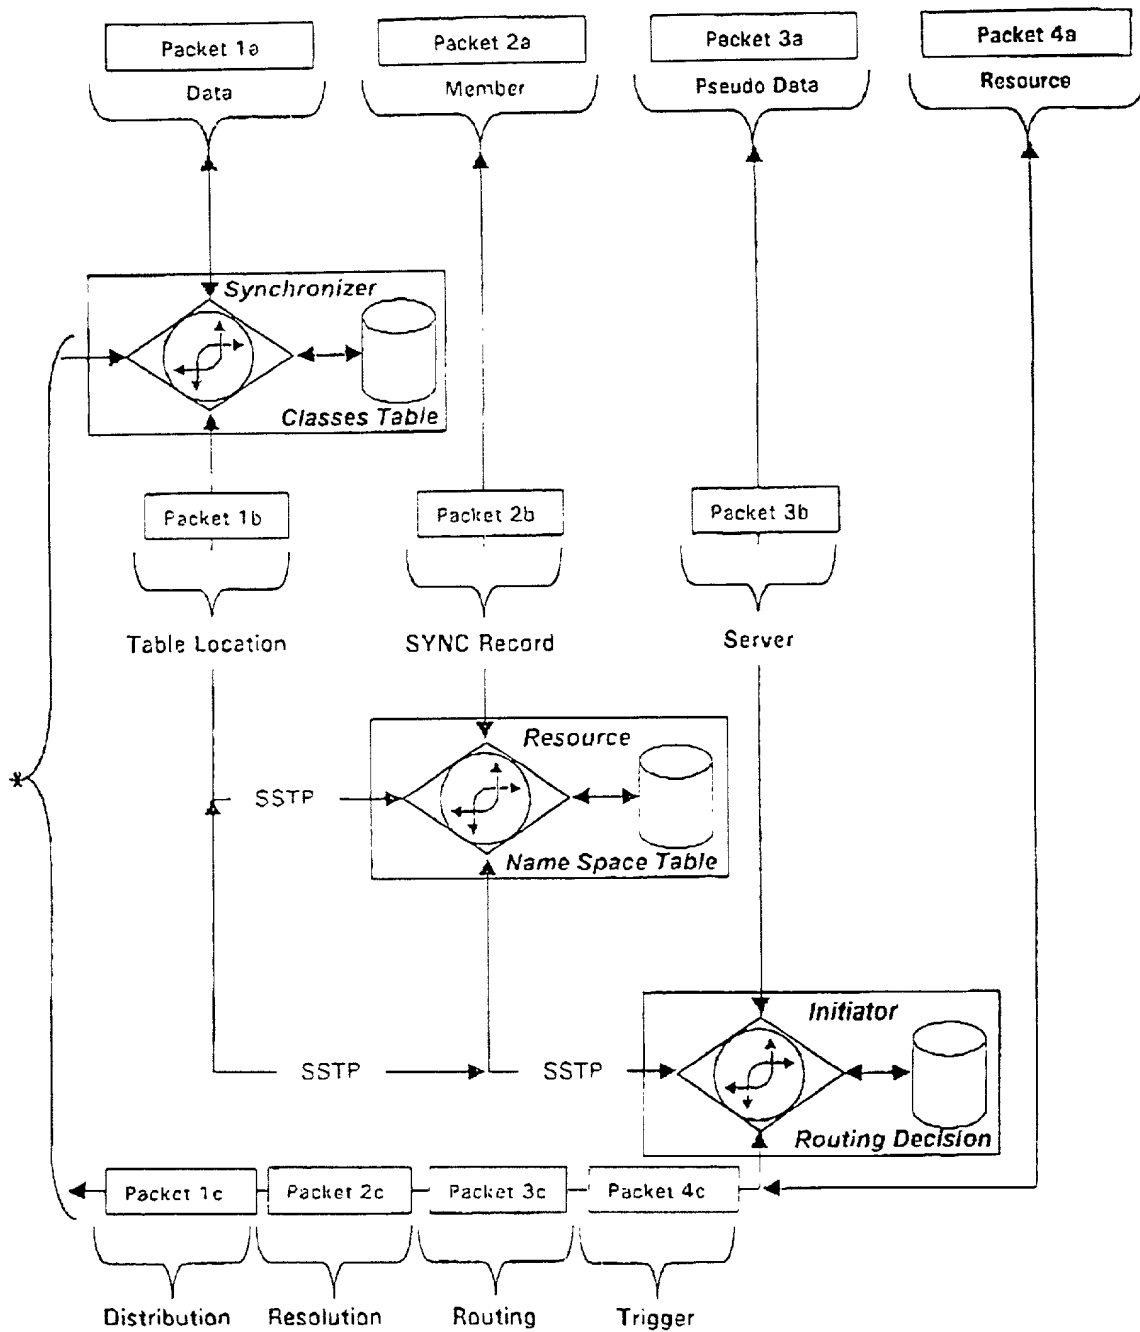 Packet 1a
Packet 2a
Packet 3a
Packet 4a
Data
Member
Pseudo Data
Resource
Synchronizer
Classes Table
Packet 1b
Packet 2b
Packet 3b
Table Location
SYNC Record
Server
Resource
SSTP
Name Space Table
Initiator
SSTP
SSTP
Routing Decision
Packet 1c
Packet 2c
Packet 3c
Packet 4c
Distribution
Resolution
Routing
Trigger